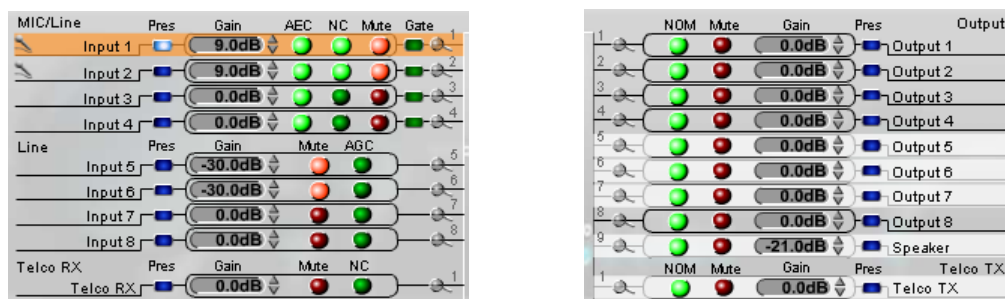 MIC/Line Pres Gain AEC NC Mute Gate
Input 1 9.0dB 1
Input 2 9.0dB 2
Input 3 0.0dB 3
Input 4 0.0dB 4
Line Pres Gain Mute AGC
Input 5 -30.0dB 5
Input 6 -30.0dB 6
Input 7 0.0dB 7
Input 8 0.0dB 8
Telco RX Pres Gain Mute NC
Telco RX 0.0dB 1
NOM Mute Gain Pres Output
1 0.0dB Output 1
2 0.0dB Output 2
3 0.0dB Output 3
4 0.0dB Output 4
5 0.0dB Output 5
6 0.0dB Output 6
7 0.0dB Output 7
8 0.0dB Output 8
9 -21.0dB Speaker
NOM Mute Gain Pres Telco TX
1 0.0dB Telco TX